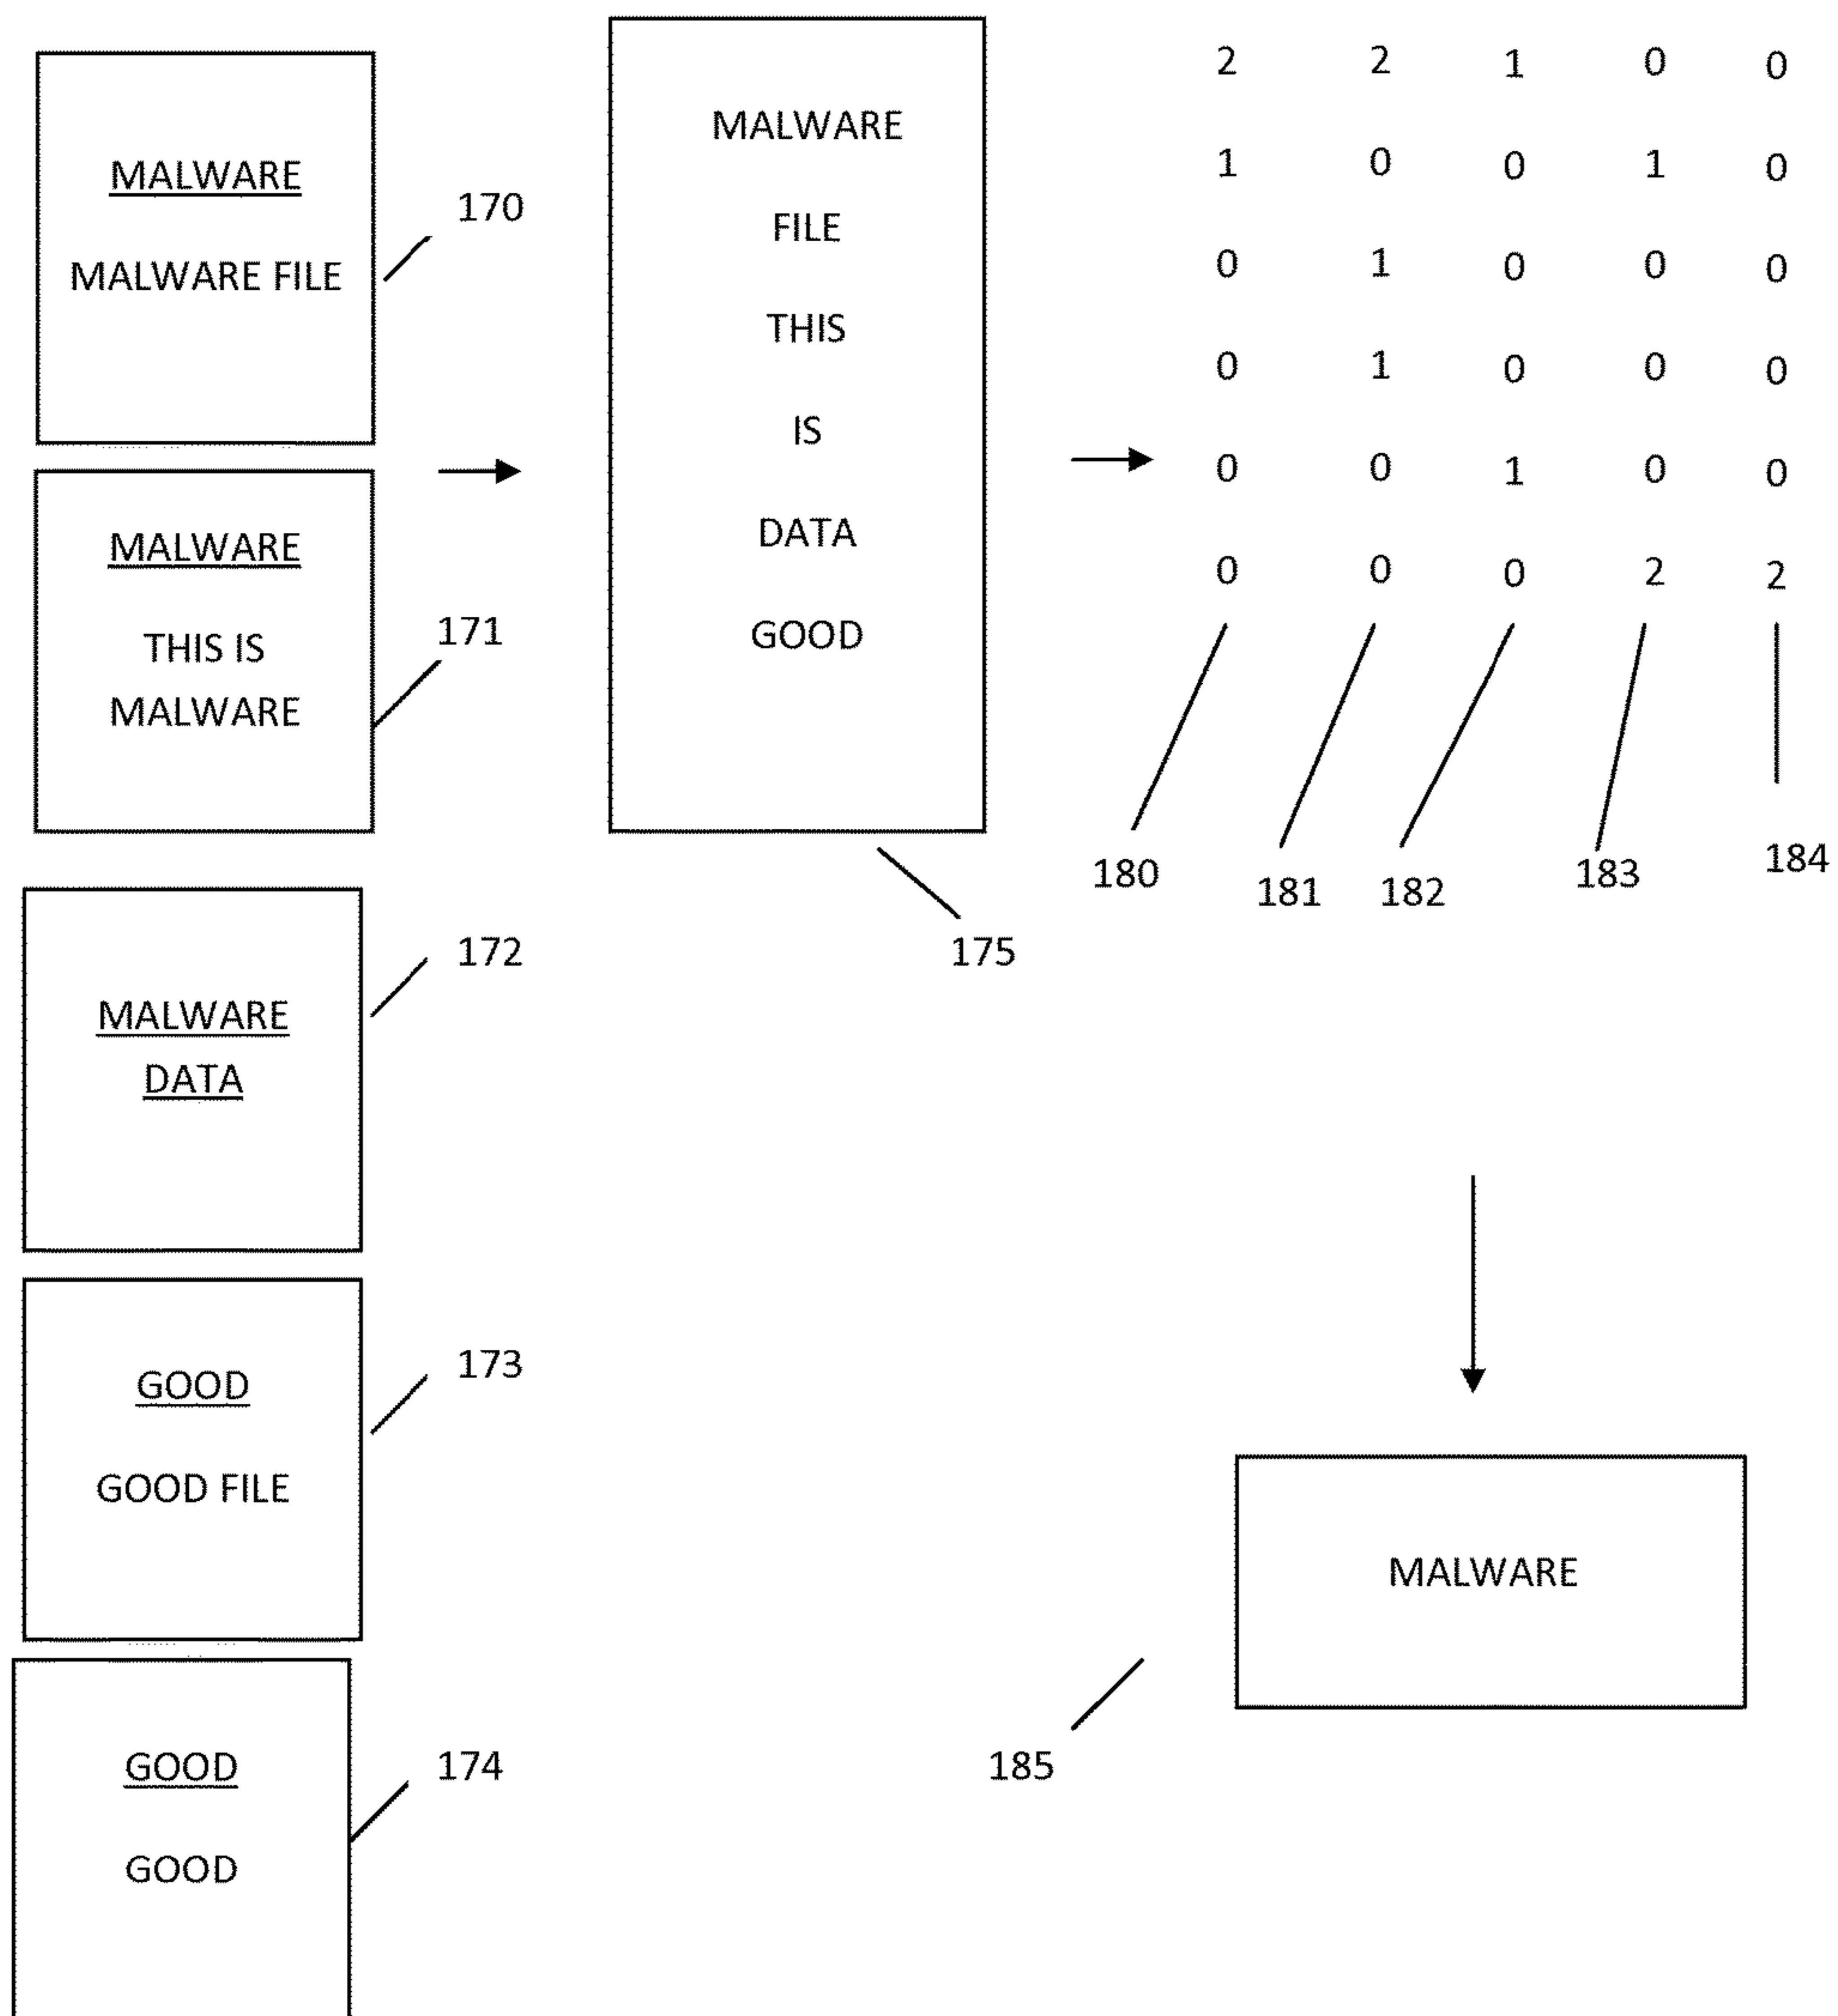 MALWARE
MALWARE FILE
170
MALWARE
THIS IS
MALWARE
171
MALWARE
DATA
172
GOOD
GOOD FILE
173
GOOD
GOOD
174
MALWARE
FILE
THIS
IS
DATA
GOOD
175
2 2 1 0 0
1 0 0 1 0
0 1 0 0 0
0 1 0 0 0
0 0 1 0 0
0 0 0 2 2
180 181 182 183 184
MALWARE
185